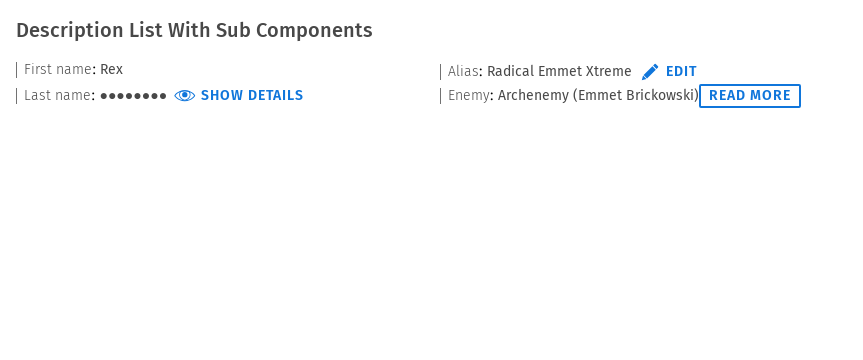 Description List With Sub Components
First name: Rex
Last name: ●●●●●●●● SHOW DETAILS
Alias: Radical Emmet Xtreme EDIT
Enemy: Archenemy (Emmet Brickowski) READ MORE